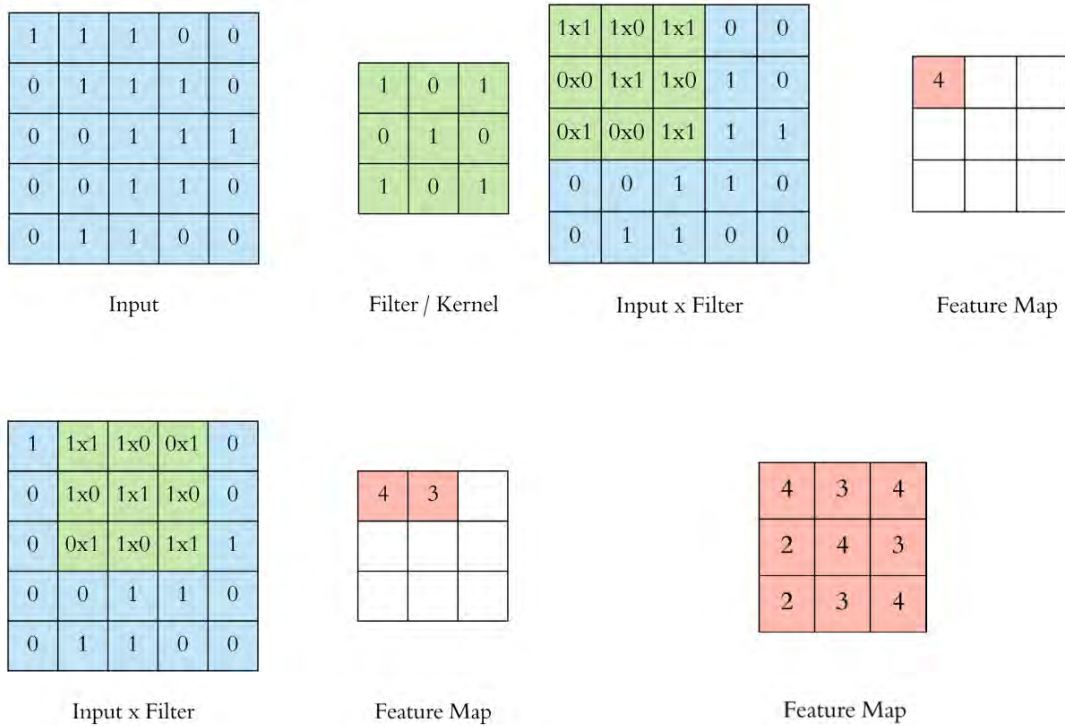 1 1 1 0 0
0 1 1 1 0
0 0 1 1 1
0 0 1 1 0
0 1 1 0 0
Input
1 0 1
0 1 0
1 0 1
Filter / Kernel
1x1 1x0 1x1 0 0
0x0 1x1 1x0 1 0
0x1 0x0 1x1 1 1
0 0 1 1 0
0 1 1 0 0
Input x Filter
4
Feature Map
1 1x1 1x0 0x1 0
0 1x0 1x1 1x0 0
0 0x1 1x0 1x1 1
0 0 1 1 0
0 1 1 0 0
Input x Filter
4 3
Feature Map
4 3 4
2 4 3
2 3 4
Feature Map